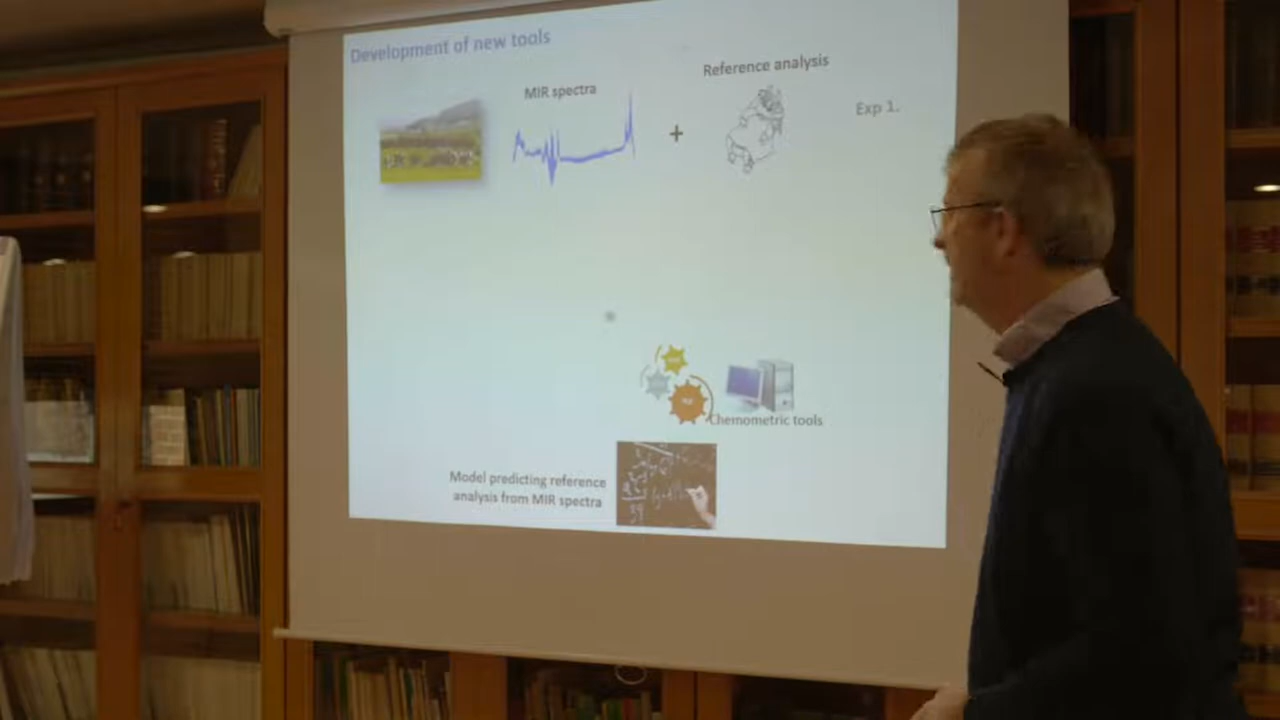 Development of new tools
MIR spectra
Reference analysis
+
Exp 1.
Chemometric tools
Model predicting reference
analysis from MIR spectra